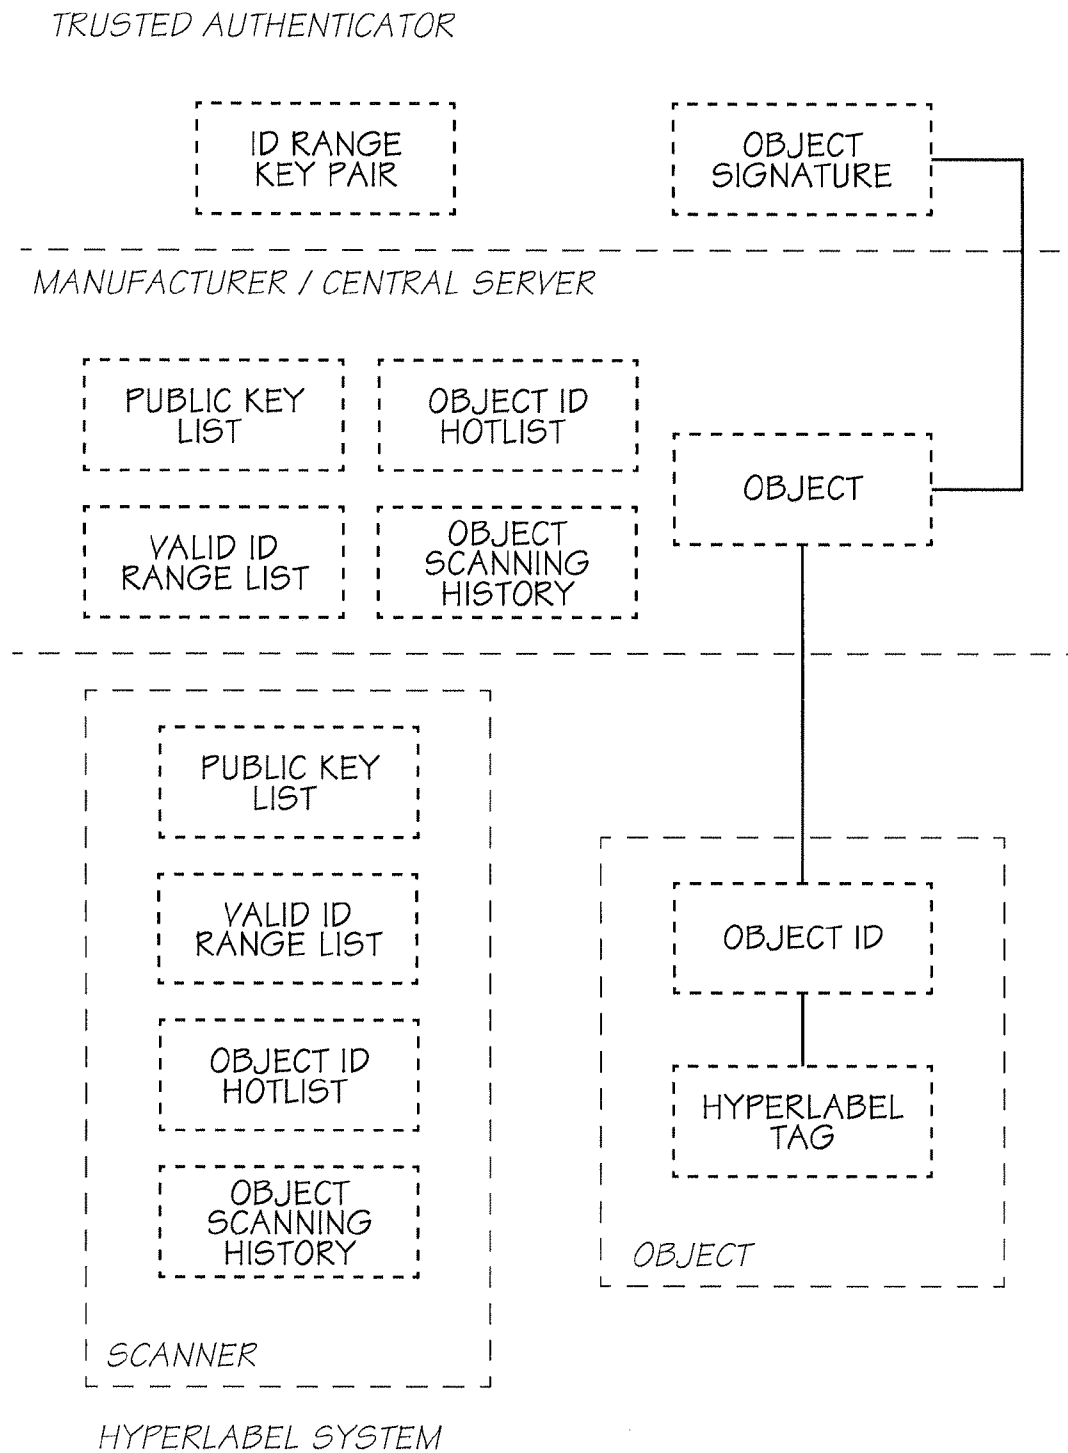 TRUSTED AUTHENTICATOR
ID RANGE
KEY PAIR
OBJECT
SIGNATURE
MANUFACTURER / CENTRAL SERVER
PUBLIC KEY
LIST
OBJECT ID
HOTLIST
OBJECT
VALID ID
RANGE LIST
OBJECT
SCANNING
HISTORY
PUBLIC KEY
LIST
VALID ID
RANGE LIST
OBJECT ID
HOTLIST
OBJECT
SCANNING
HISTORY
SCANNER
OBJECT ID
HYPERLABEL
TAG
OBJECT
HYPERLABEL SYSTEM